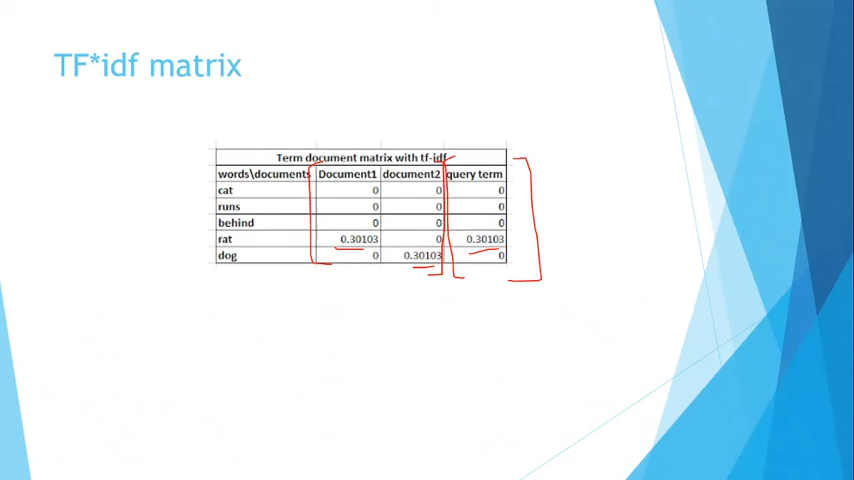 TF*idf matrix
Term document matrix with tf-idf
words\documents Document1 document2 query term
cat 0 0 0
runs 0 0 0
behind 0 0 0
rat 0.30103 0 0.30103
dog 0 0.30103 0